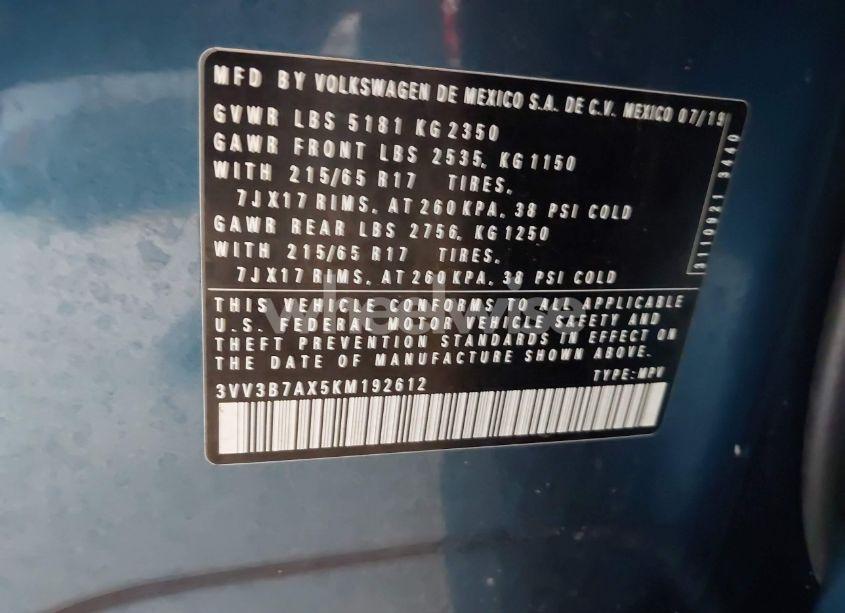 MFD BY VOLKSWAGEN DE MEXICO S.A. DE C.V. MEXICO 07/19
GVWR LBS 5181 KG 2350
GAWR FRONT LBS 2535, KG 1150
WITH 215/65 R17 TIRES,
7JX17 RIMS, AT 260 KPA, 38 PSI COLD
GAWR REAR LBS 2756, KG 1250
WITH 215/65 R17 TIRES,
7JX17 RIMS, AT 260 KPA, 38 PSI COLD
3110921 3440
THIS VEHICLE CONFORMS TO ALL APPLICABLE
U.S. FEDERAL MOTOR VEHICLE SAFETY AND
THEFT PREVENTION STANDARDS IN EFFECT ON
THE DATE OF MANUFACTURE SHOWN ABOVE.
3VV3B7AX5KM192612 TYPE:MPV
wheelwise